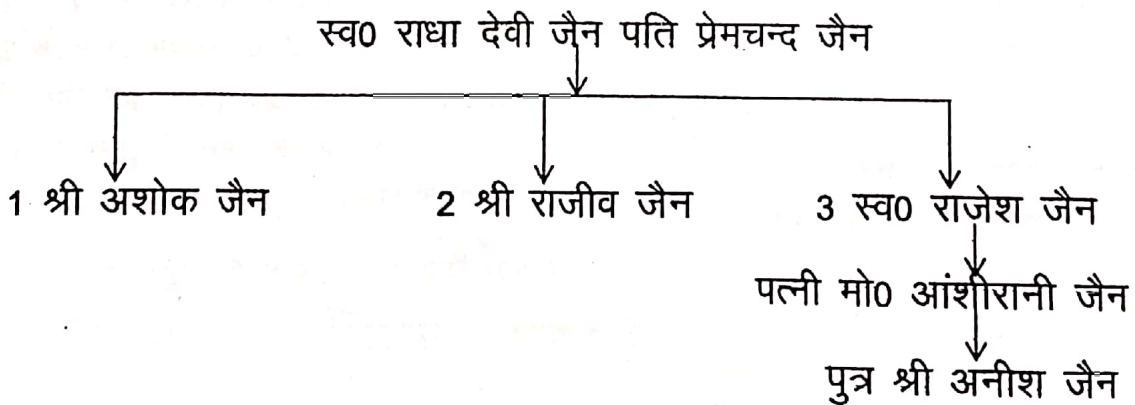 स्व0 राधा देवी जैन पति प्रेमचन्द जैन
1 श्री अशोक जैन 2 श्री राजीव जैन 3 स्व0 राजेश जैन
पत्नी मो0 आंशीरानी जैन
पुत्र श्री अनीश जैन